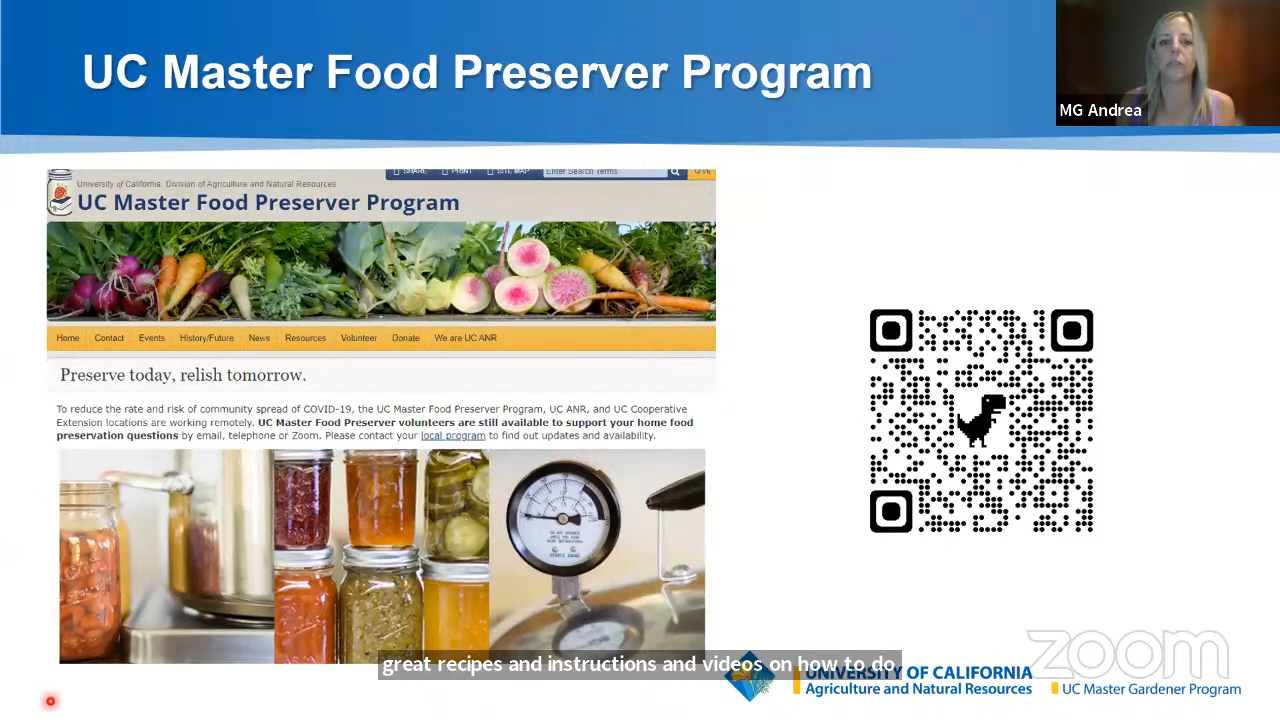 UC Master Food Preserver Program
MG Andrea
SHARE PRINT SITE MAP Enter Search Terms GIVE
University of California, Division of Agriculture and Natural Resources
UC Master Food Preserver Program
Home Contact Events History/Future News Resources Volunteer Donate We are UC ANR
Preserve today, relish tomorrow.
To reduce the rate and risk of community spread of COVID-19, the UC Master Food Preserver Program, UC ANR, and UC Cooperative
Extension locations are working remotely. UC Master Food Preserver volunteers are still available to support your home food
preservation questions by email, telephone or Zoom. Please contact your local program to find out updates and availability.
great recipes and instructions and videos on how to do
zoom
UNIVERSITY OF CALIFORNIA
Agriculture and Natural Resources
UC Master Gardener Program